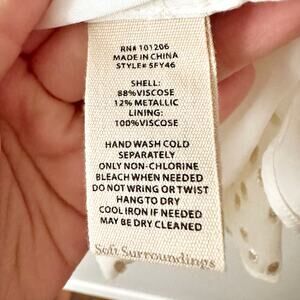 RN# 101206
MADE IN CHINA
STYLE# 5FY46
SHELL:
88%VISCOSE
12% METALLIC
LINING:
100%VISCOSE
HAND WASH COLD
SEPARATELY
ONLY NON-CHLORINE
BLEACH WHEN NEEDED
DO NOT WRING OR TWIST
HANG TO DRY
COOL IRON IF NEEDED
MAY BE DRY CLEANED
Soft Surroundings